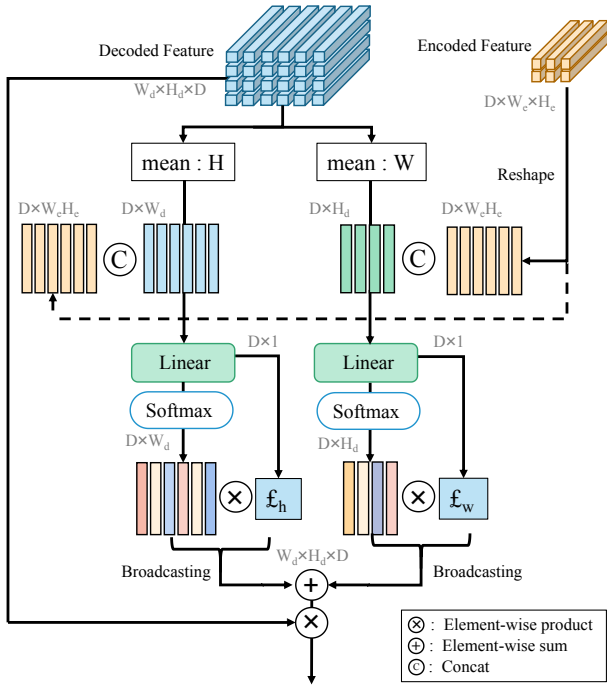 Decoded Feature
Encoded Feature
W_d×H_d×D
D×W_e×H_e
mean : H
mean : W
Reshape
D×W_eH_e
D×W_d
D×H_d
D×W_eH_e
C
C
D×1
D×1
Linear
Linear
Softmax
Softmax
D×W_d
D×H_d
£_h
£_w
W_d×H_d×D
Broadcasting
Broadcasting
⊗ : Element-wise product
⊕ : Element-wise sum
© : Concat